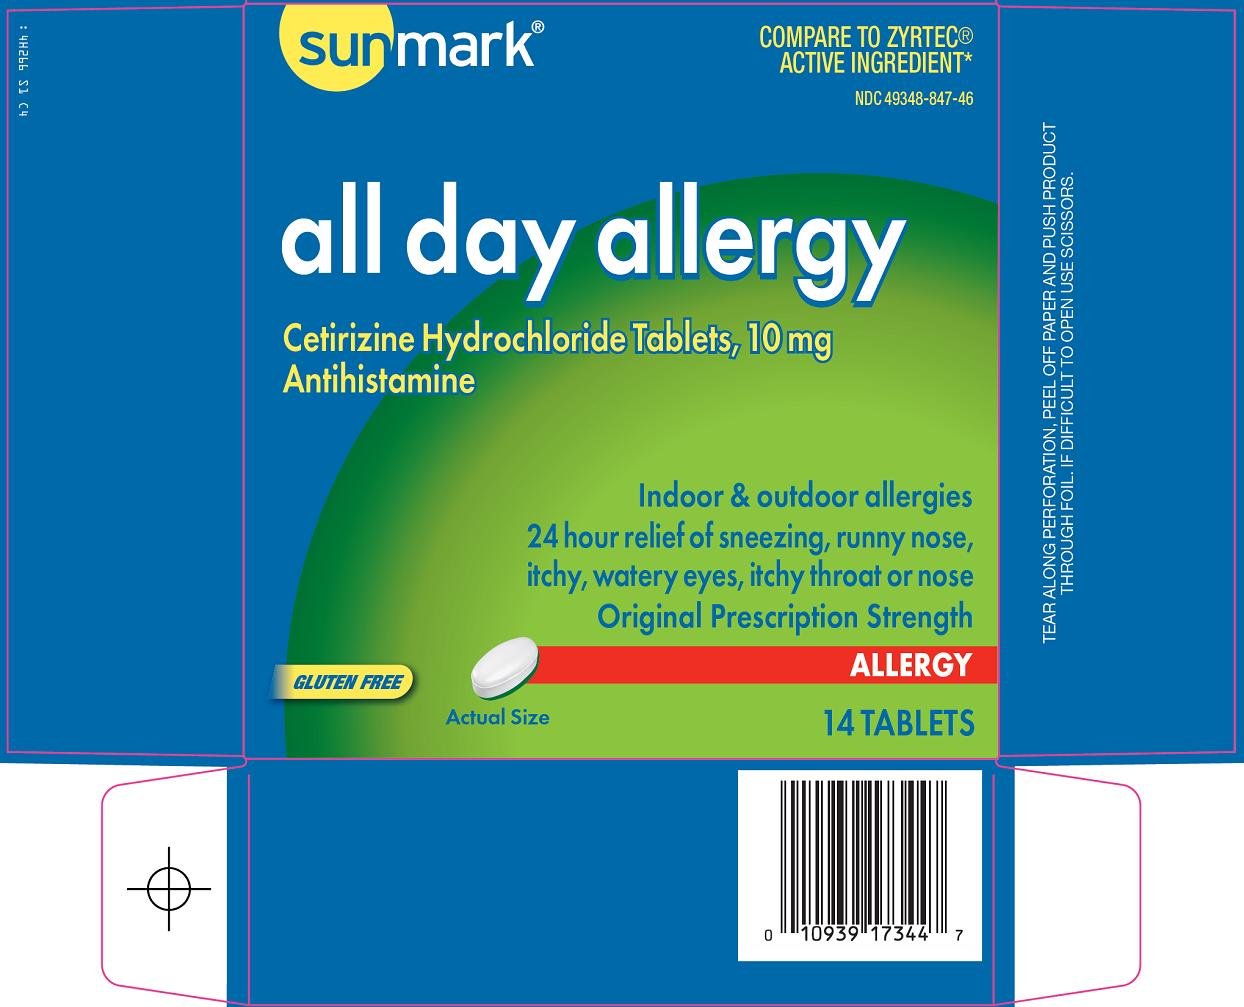 sunmark®
COMPARE TO ZYRTEC®
ACTIVE INGREDIENT*
NDC 49348-847-46
all day allergy
Cetirizine Hydrochloride Tablets, 10 mg
Antihistamine
Indoor & outdoor allergies
24 hour relief of sneezing, runny nose,
itchy, watery eyes, itchy throat or nose
Original Prescription Strength
ALLERGY
GLUTEN FREE
Actual Size
14 TABLETS
TEAR ALONG PERFORATION, PEEL OFF PAPER AND PUSH PRODUCT
THROUGH FOIL. IF DIFFICULT TO OPEN USE SCISSORS.
: 4H2PP Z1 C4
0 10939 17344 7